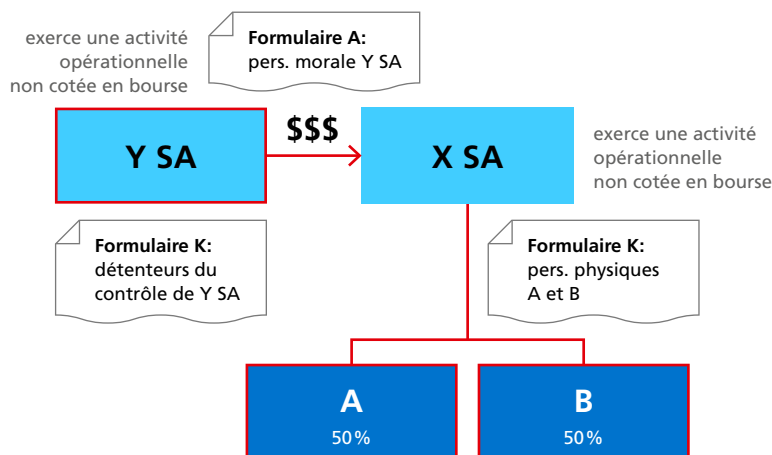 exerce une activité
opérationnelle
non cotée en bourse
Formulaire A:
pers. morale Y SA
Y SA
$$$
X SA
exerce une activité
opérationnelle
non cotée en bourse
Formulaire K:
détenteurs du
contrôle de Y SA
Formulaire K:
pers. physiques
A et B
A
50%
B
50%